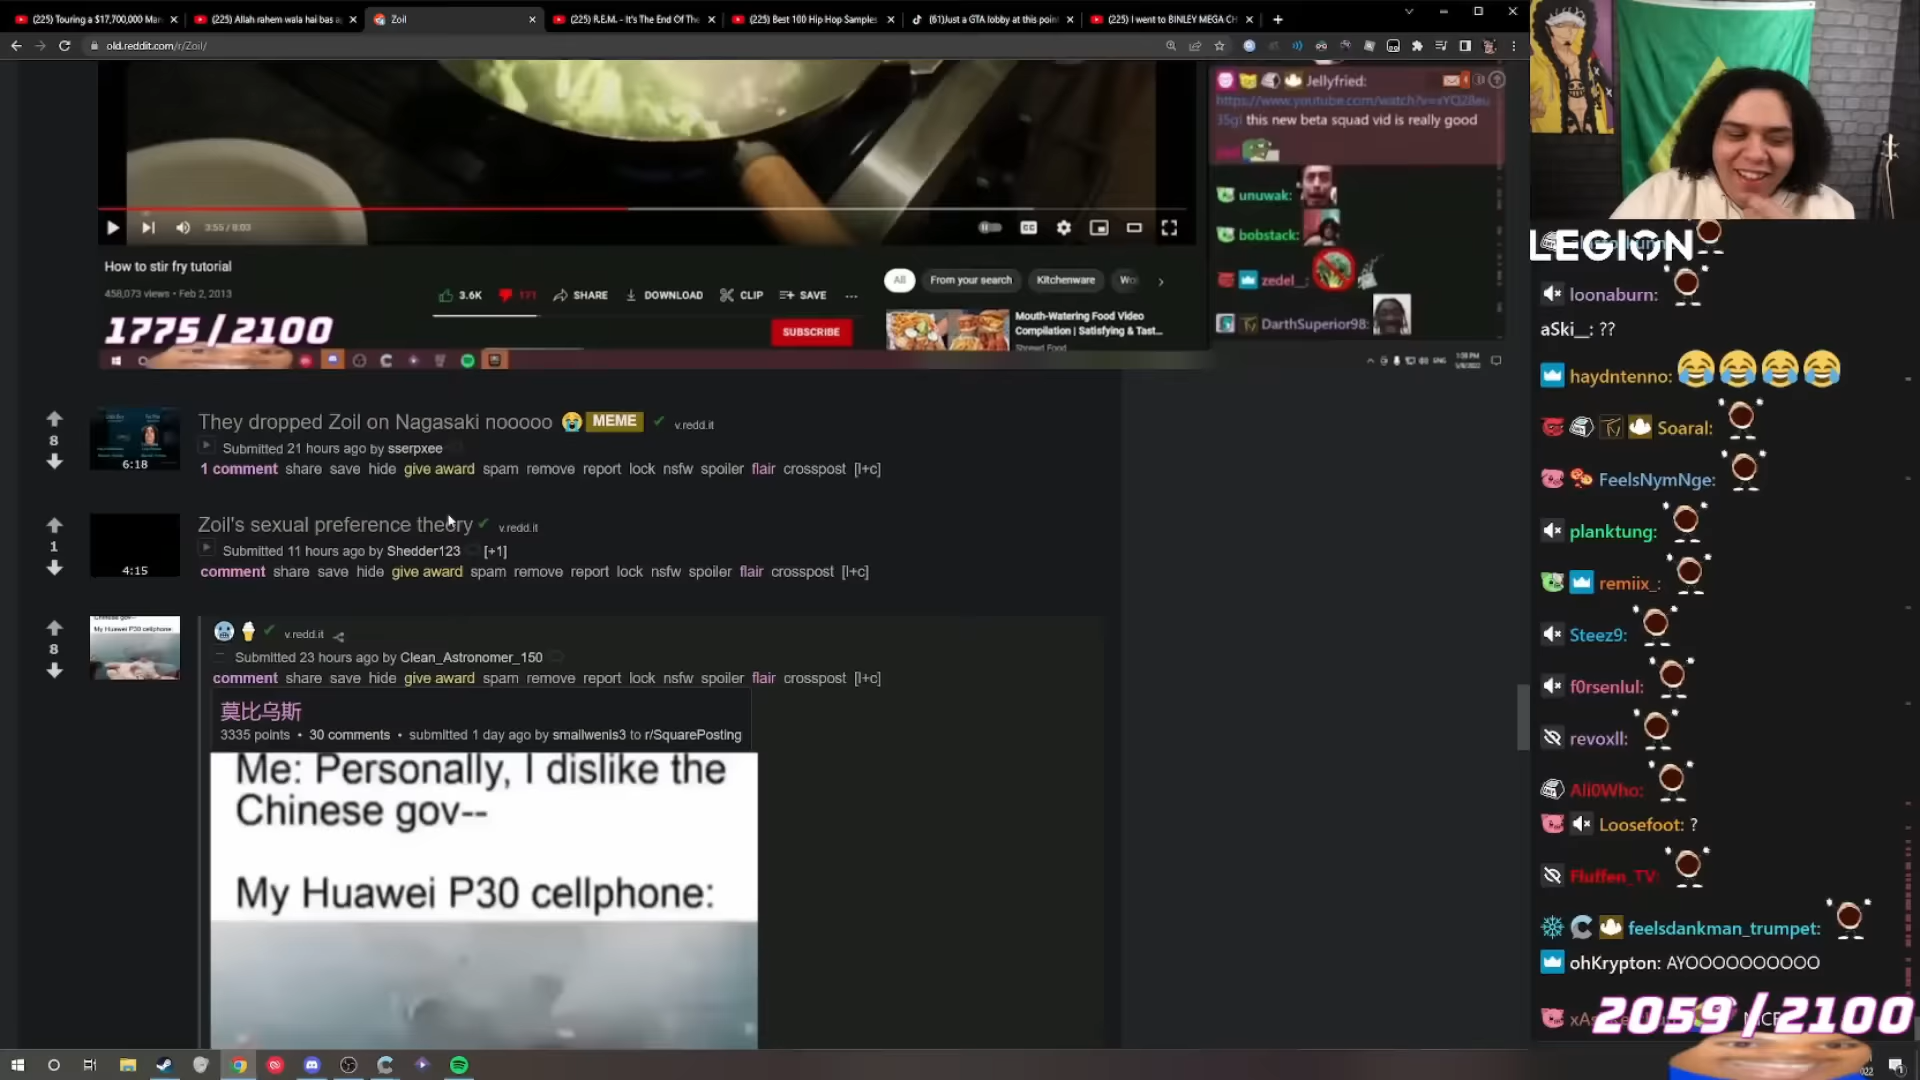 (225) Touring a $17,700,000 Man
(225) Allah rahem wala hai bas a
Zoil
(225) R.E.M. - It's The End Of The
(225) Best 100 Hip Hop Samples
(61)Just a GTA lobby at this poin
(225) I went to BINLEY MEGA CH
old.reddit.com/r/Zoil/
Jellyfried:
this new beta squad vid is really good
unuwak:
bobstack:
zedel_:
DarthSuperior98:
3:55 / 8:03
How to stir fry tutorial
458,073 views • Feb 2, 2013
3.6K
171
SHARE
DOWNLOAD
CLIP
SAVE
SUBSCRIBE
All
From your search
Kitchenware
Wo
Mouth-Watering Food Video
Compilation | Satisfying & Tast...
1775/2100
They dropped Zoil on Nagasaki nooooo 😭 MEME v.redd.it
8
6:18
Submitted 21 hours ago by sserpxee
1 comment share save hide give award spam remove report lock nsfw spoiler flair crosspost [l+c]
Zoil's sexual preference theory v.redd.it
1
4:15
Submitted 11 hours ago by Shedder123 [+1]
comment share save hide give award spam remove report lock nsfw spoiler flair crosspost [l+c]
🥶🍦 v.redd.it
8
My Huawei P30 cellphone:
Submitted 23 hours ago by Clean_Astronomer_150
comment share save hide give award spam remove report lock nsfw spoiler flair crosspost [l+c]
莫比乌斯
3335 points • 30 comments • submitted 1 day ago by smallwenis3 to r/SquarePosting
Me: Personally, I dislike the
Chinese gov--
My Huawei P30 cellphone:
LEGION
loonaburn:
aSki__: ??
haydntenno: 😂😂😂😂
Soaral:
FeelsNymNge:
planktung:
remiix_:
Steez9:
f0rsenlul:
revoxll:
Ali0Who:
Loosefoot: ?
Fluffen_TV:
feelsdankman_trumpet:
ohKrypton: AYOOOOOOOOOO
2059/2100